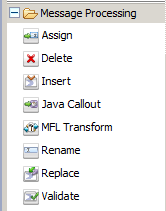 Message Processing
Assign
Delete
Insert
Java Callout
MFL Transform
Rename
Replace
Validate